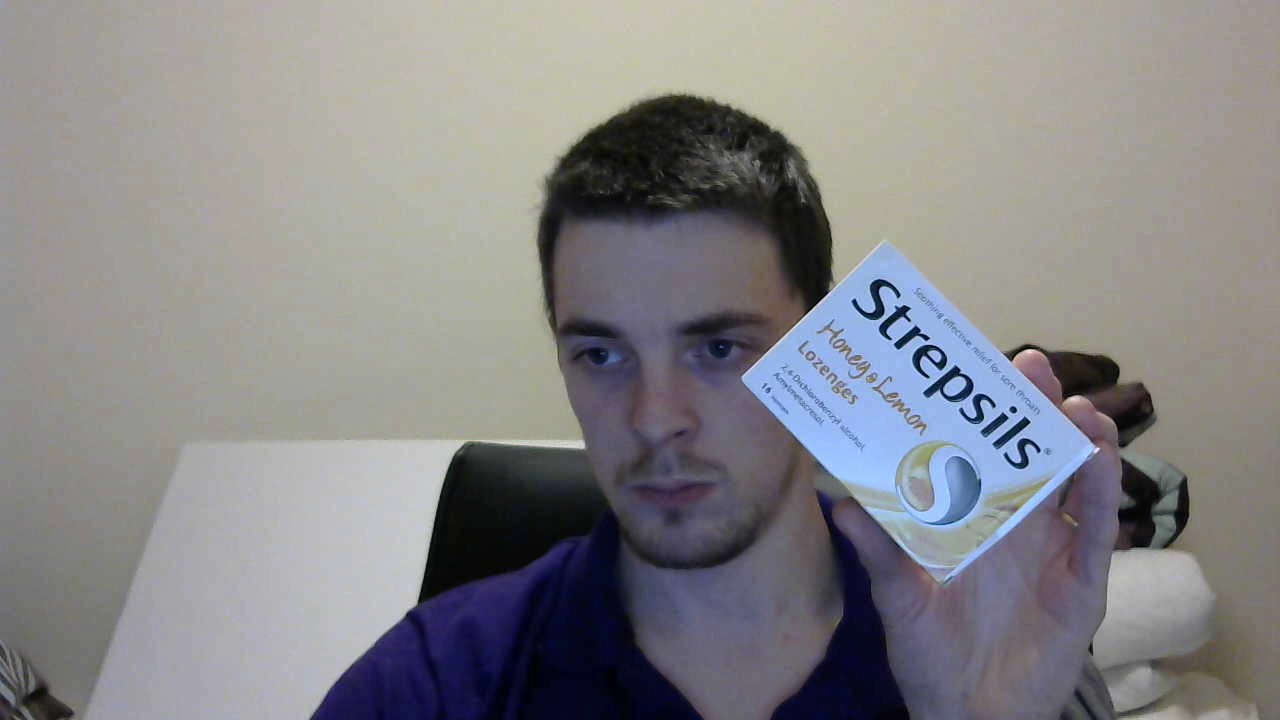 Soothing effective relief for sore throats
Strepsils®
Honey & Lemon
Lozenges
2,4-Dichlorobenzyl alcohol,
Amylmetacresol.
16